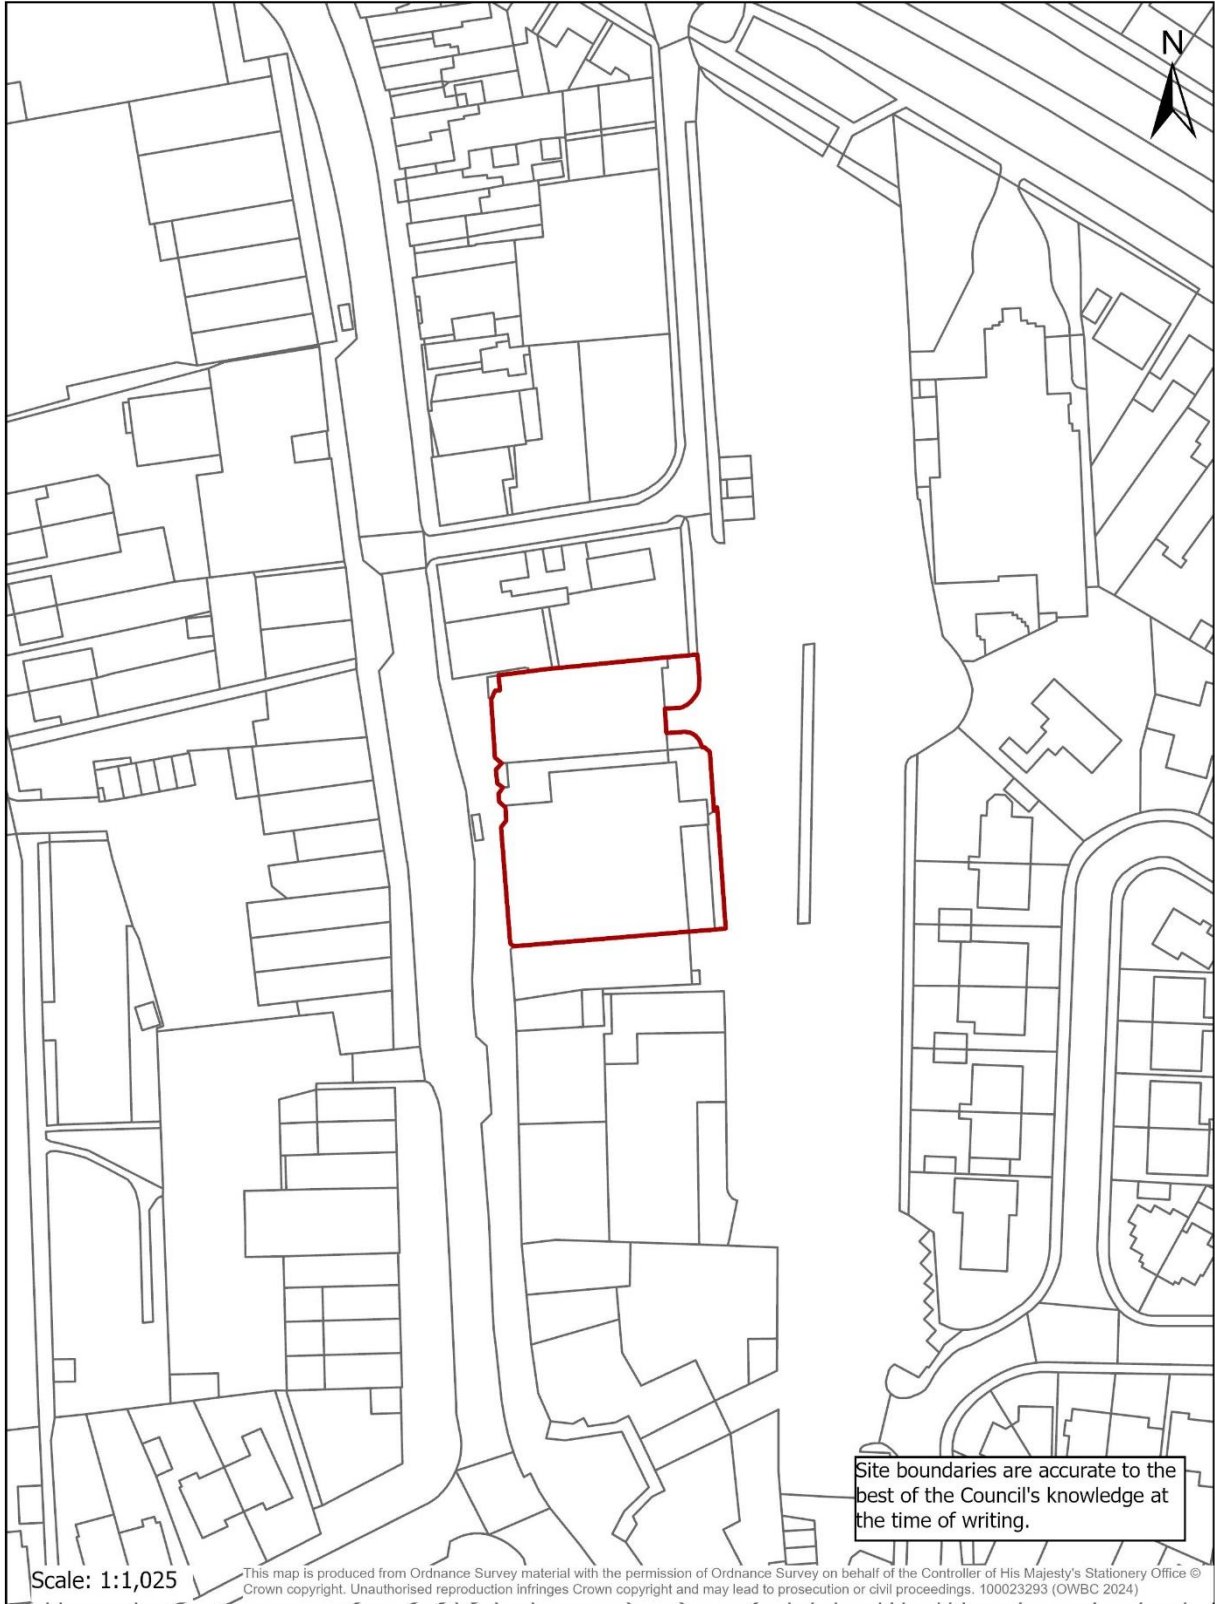 N
Site boundaries are accurate to the
best of the Council's knowledge at
the time of writing.
Scale: 1:1,025
This map is produced from Ordnance Survey material with the permission of Ordnance Survey on behalf of the Controller of His Majesty's Stationery Office ©
Crown copyright. Unauthorised reproduction infringes Crown copyright and may lead to prosecution or civil proceedings. 100023293 (OWBC 2024)